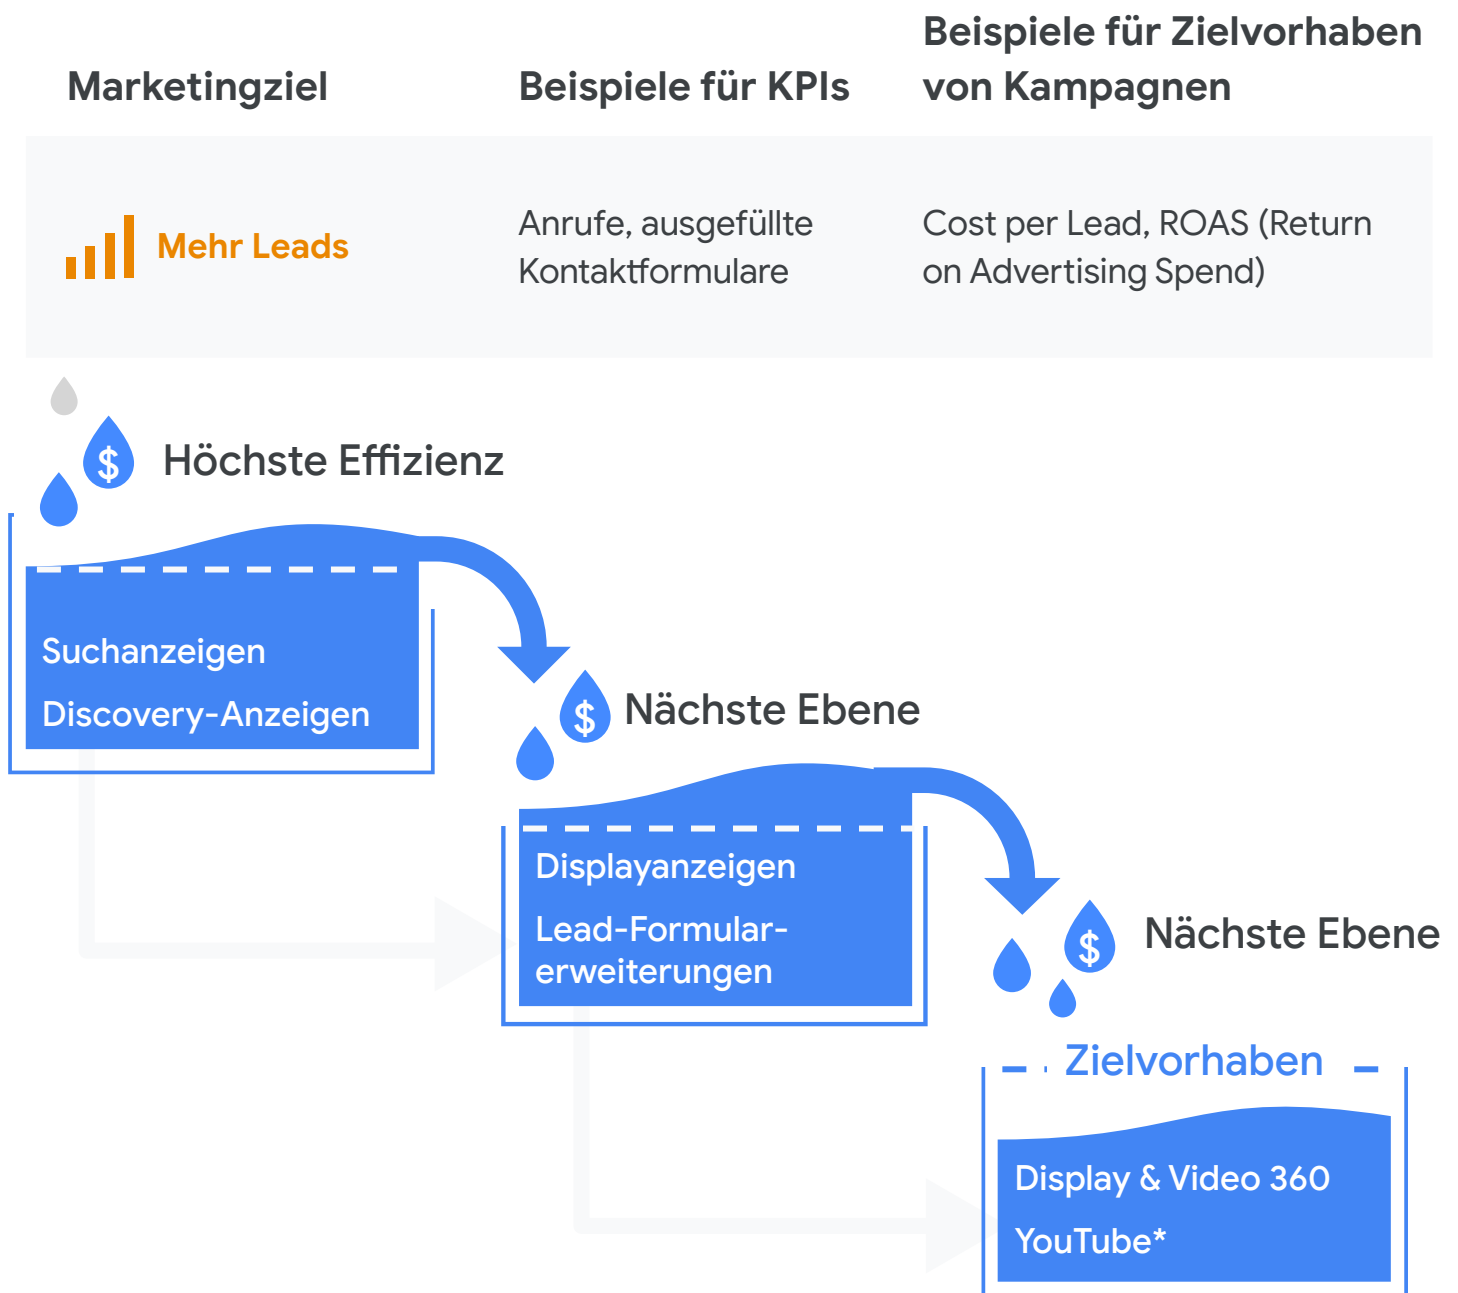 Marketingziel
Beispiele für KPIs
Beispiele für Zielvorhaben
von Kampagnen
Mehr Leads
Anrufe, ausgefüllte
Kontaktformulare
Cost per Lead, ROAS (Return
on Advertising Spend)
$
Höchste Effizienz
Suchanzeigen
Discovery-Anzeigen
$
Nächste Ebene
Displayanzeigen
Lead-Formular-
erweiterungen
$
Nächste Ebene
Zielvorhaben
Display & Video 360
YouTube*